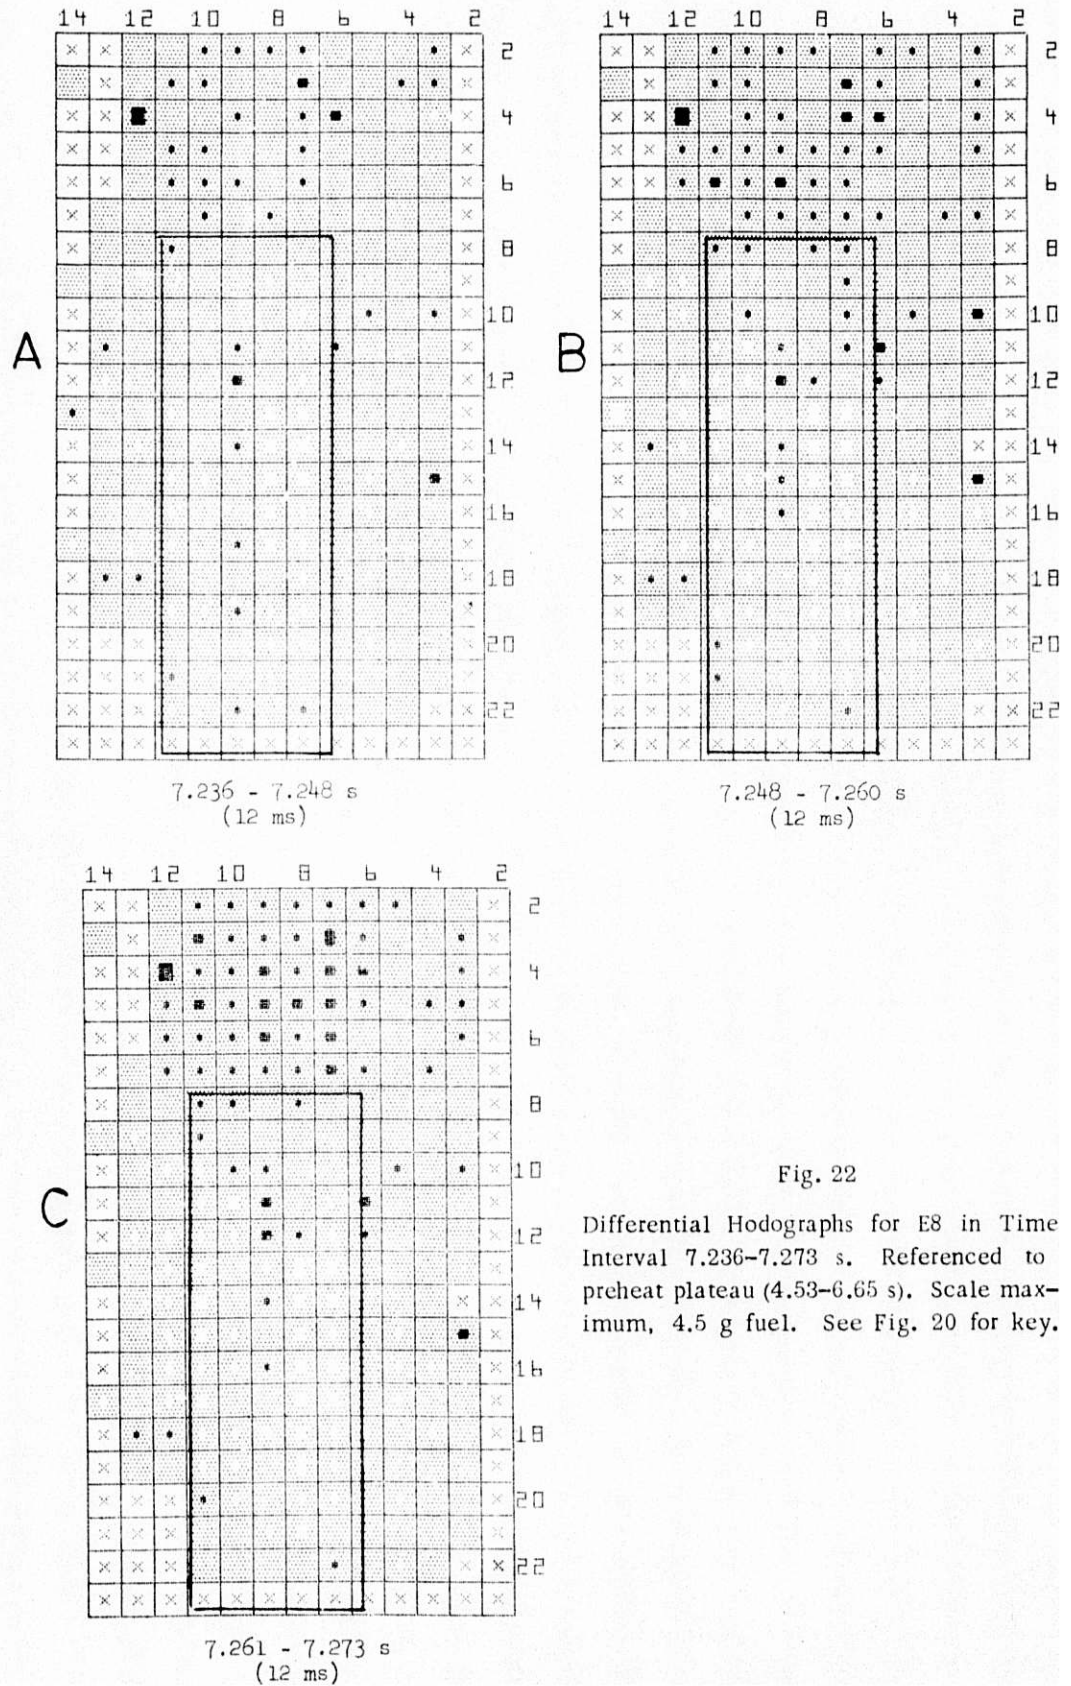 14 12 10 8 6 4 2
2
4
6
8
10
12
14
16
18
20
22
A
7.236 - 7.248 s
(12 ms)
14 12 10 8 6 4 2
2
4
6
8
10
12
14
16
18
20
22
B
7.248 - 7.260 s
(12 ms)
14 12 10 8 6 4 2
2
4
6
8
10
12
14
16
18
20
22
C
7.261 - 7.273 s
(12 ms)
Fig. 22
Differential Hodographs for E8 in Time
Interval 7.236–7.273 s. Referenced to
preheat plateau (4.53–6.65 s). Scale max-
imum, 4.5 g fuel. See Fig. 20 for key.